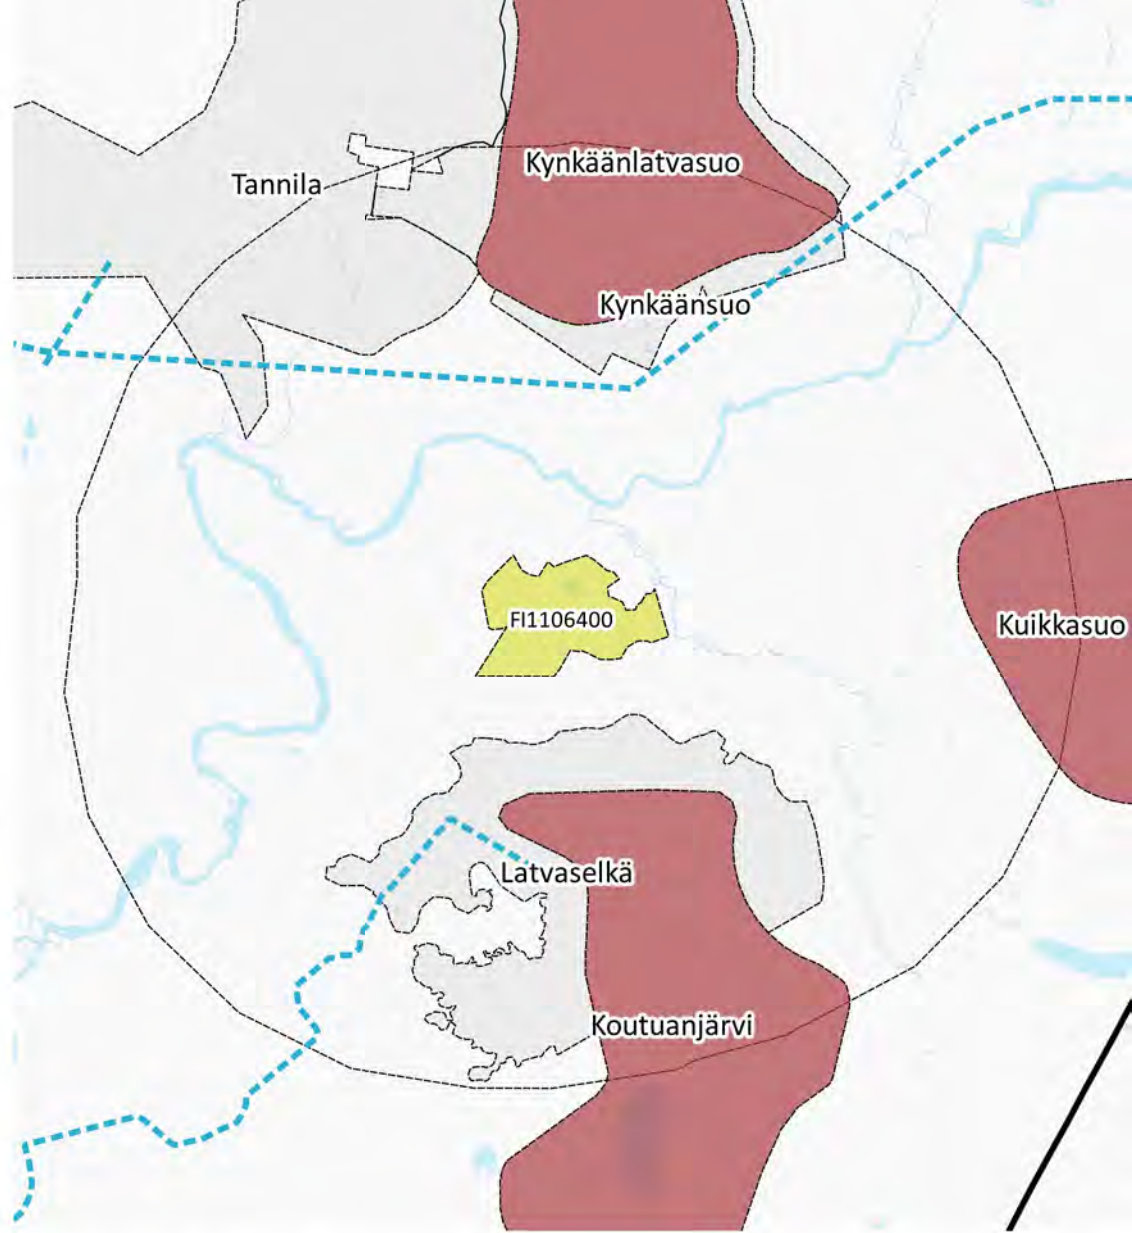 Kynkäänlatvasuo
Tannila
Kynkäänsuo
FI1106400
Kuikkasuo
Latvaselkä
Koutuanjärvi